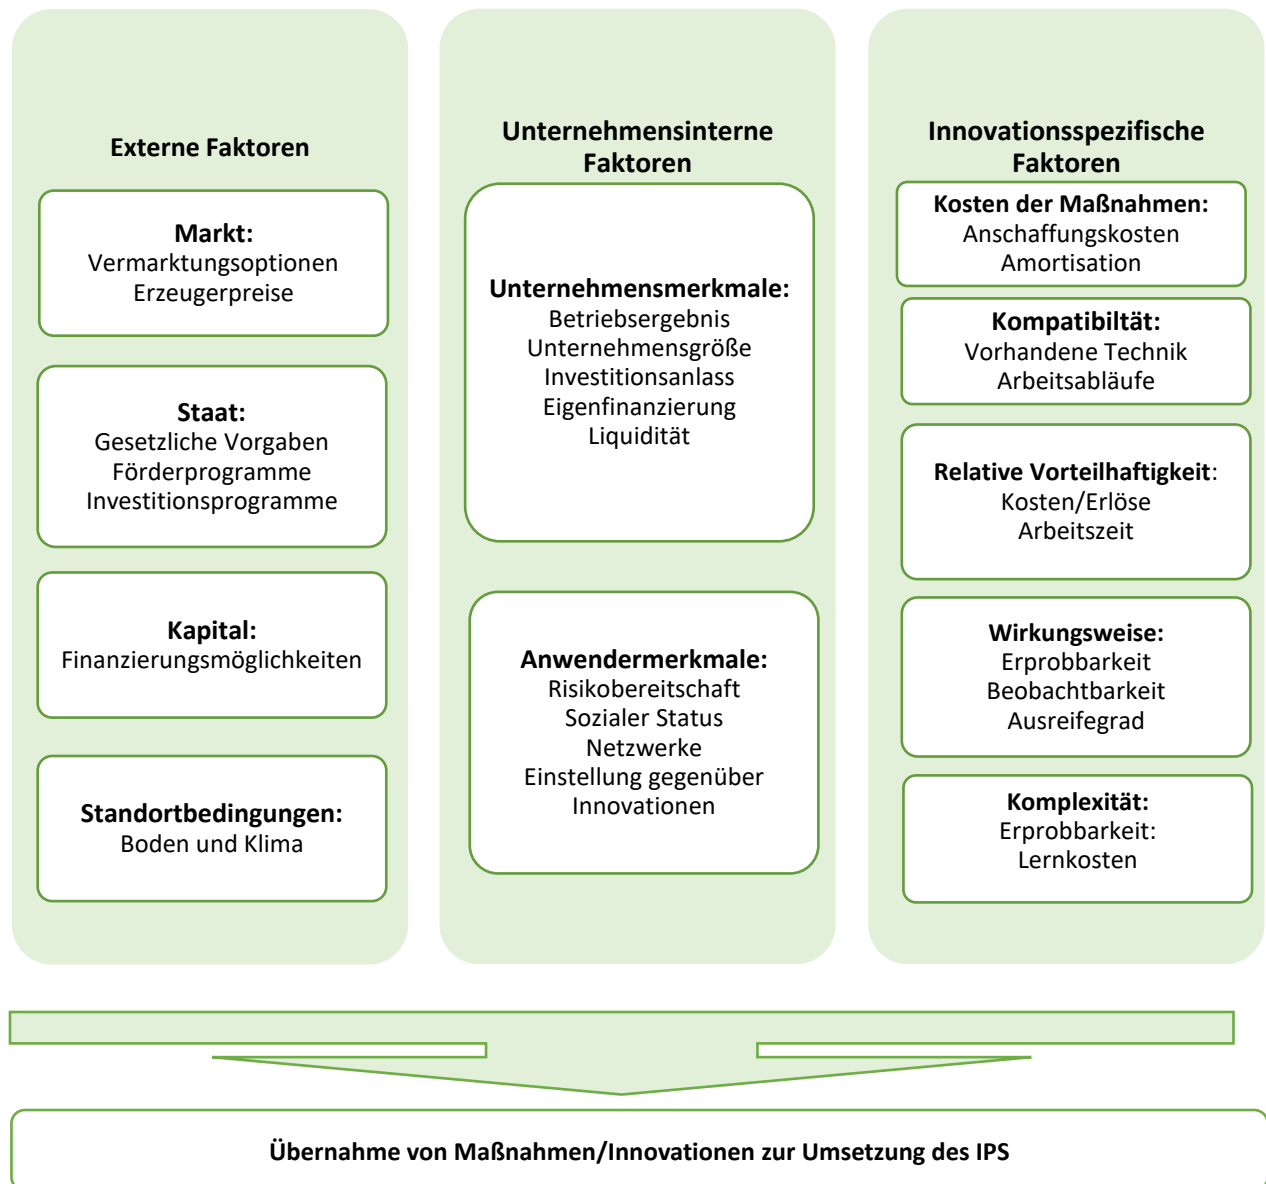 Externe Faktoren
Markt:
Vermarktungsoptionen
Erzeugerpreise
Staat:
Gesetzliche Vorgaben
Förderprogramme
Investitionsprogramme
Kapital:
Finanzierungsmöglichkeiten
Standortbedingungen:
Boden und Klima
Unternehmensinterne
Faktoren
Unternehmensmerkmale:
Betriebsergebnis
Unternehmensgröße
Investitionsanlass
Eigenfinanzierung
Liquidität
Anwendermerkmale:
Risikobereitschaft
Sozialer Status
Netzwerke
Einstellung gegenüber
Innovationen
Innovationsspezifische
Faktoren
Kosten der Maßnahmen:
Anschaffungskosten
Amortisation
Kompatibiltät:
Vorhandene Technik
Arbeitsabläufe
Relative Vorteilhaftigkeit:
Kosten/Erlöse
Arbeitszeit
Wirkungsweise:
Erprobbarkeit
Beobachtbarkeit
Ausreifegrad
Komplexität:
Erprobbarkeit:
Lernkosten
Übernahme von Maßnahmen/Innovationen zur Umsetzung des IPS